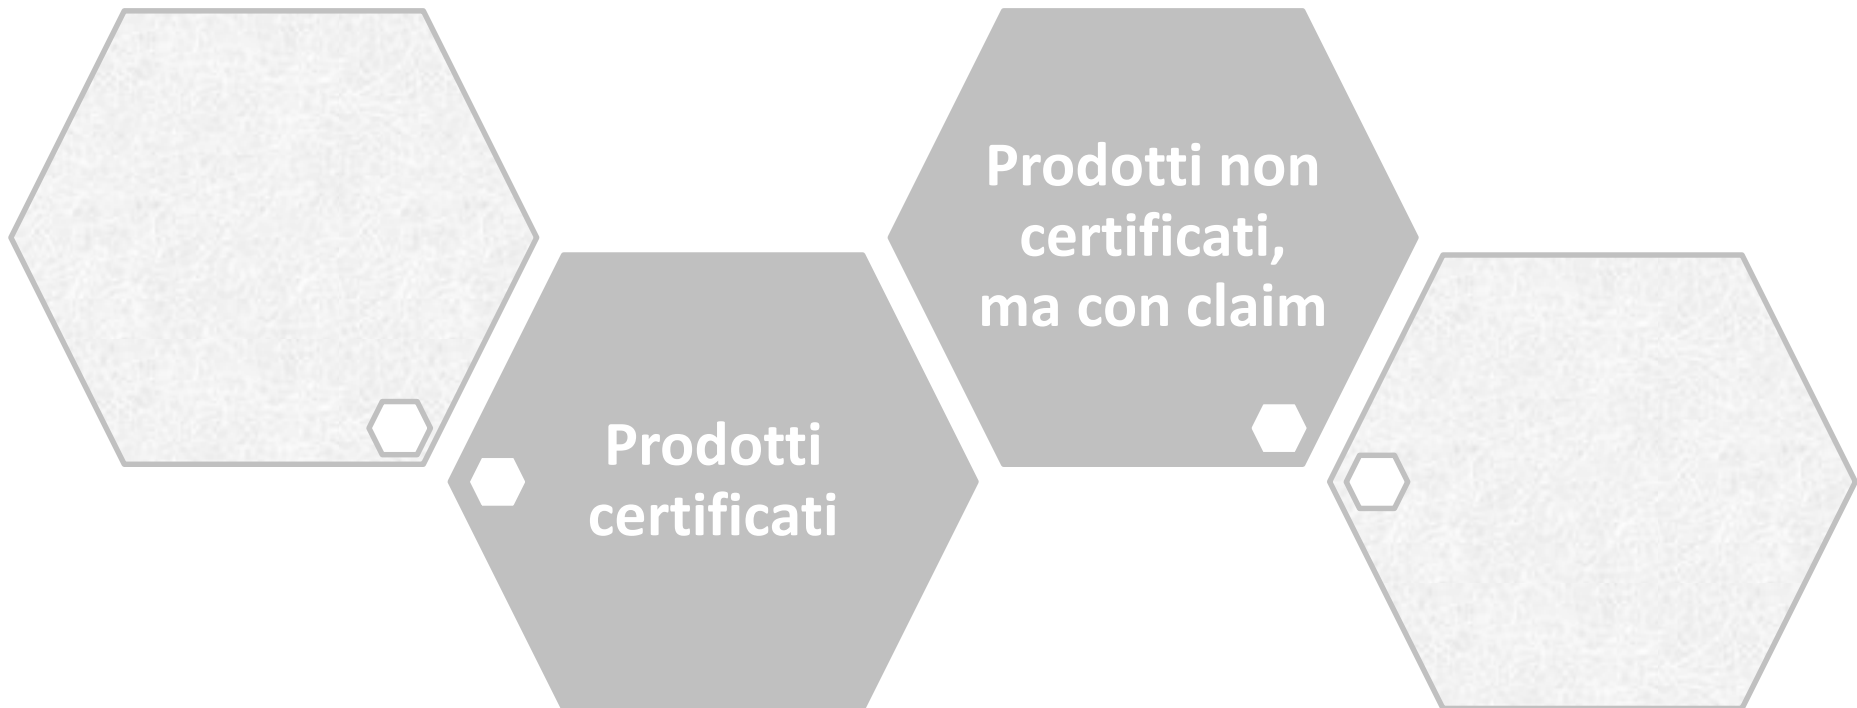 Prodotti
certificati
Prodotti non
certificati,
ma con claim